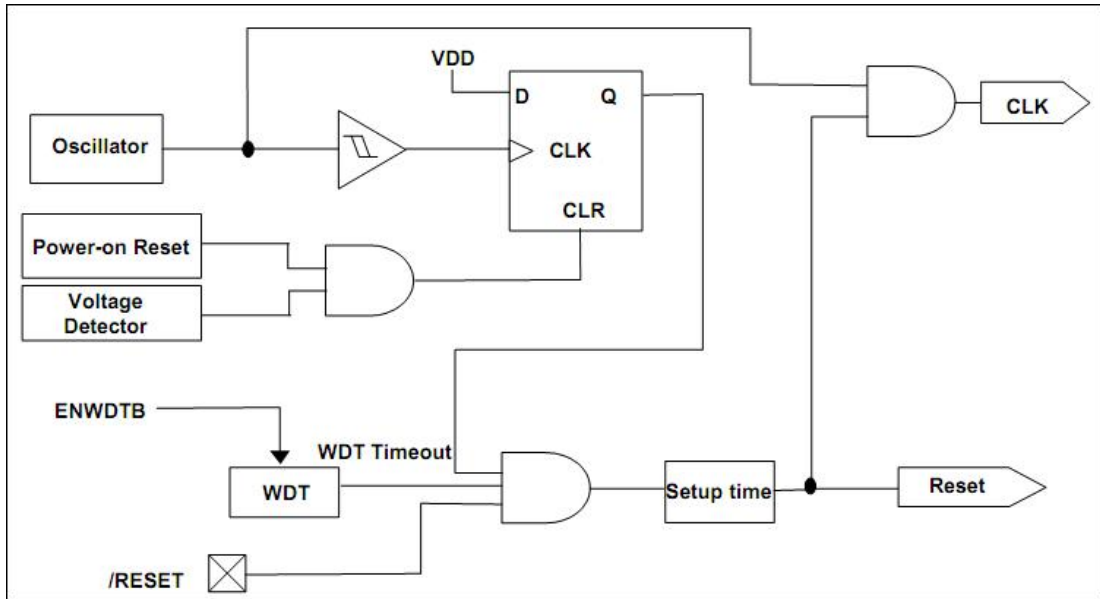 VDD
D
Q
CLK
Oscillator
CLK
CLR
Power-on Reset
Voltage
Detector
ENWDTB
WDT Timeout
WDT
Setup time
Reset
/RESET